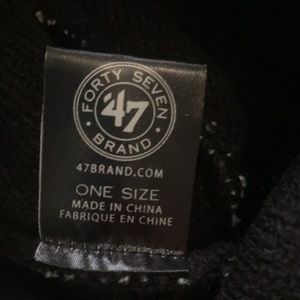 FORTY SEVEN
'47
BRAND
47BRAND.COM
ONE SIZE
MADE IN CHINA
FABRIQUE EN CHINE